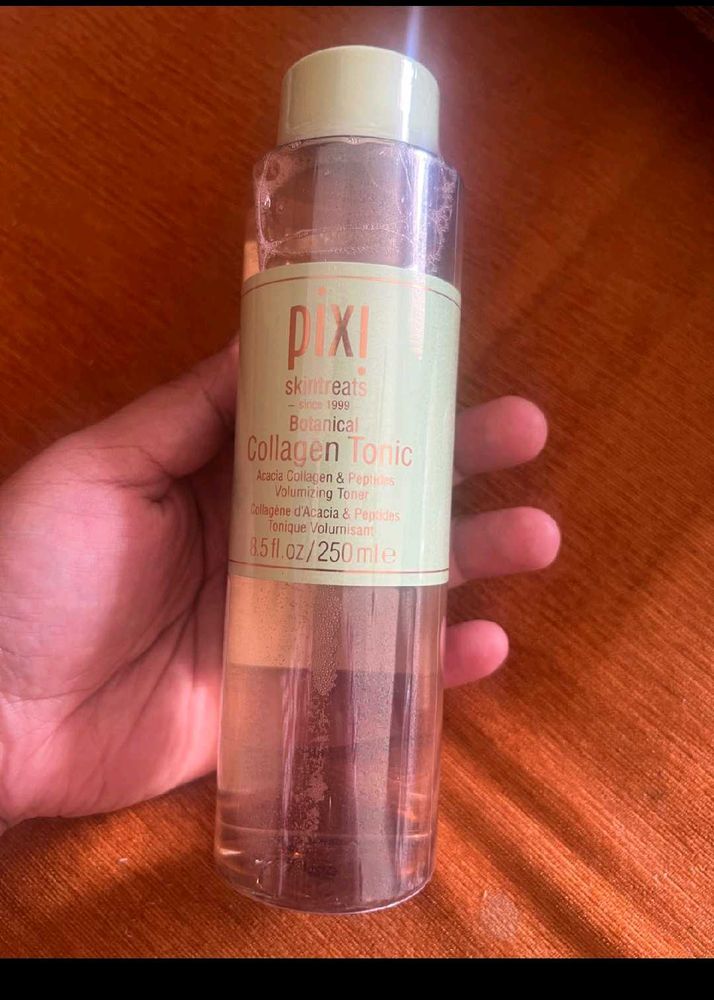 pixi
skintreats
– since 1999
Botanical
Collagen Tonic
Acacia Collagen & Peptides
Volumizing Toner
Collagène d'Acacia & Peptides
Tonique Volumisant
8.5 fl.oz/250 ml e